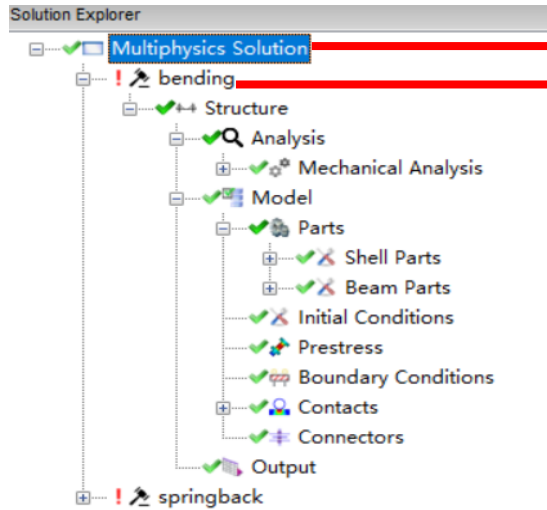 Solution Explorer
Multiphysics Solution
! bending
Structure
Analysis
Mechanical Analysis
Model
Parts
Shell Parts
Beam Parts
Initial Conditions
Prestress
Boundary Conditions
Contacts
Connectors
Output
! springback